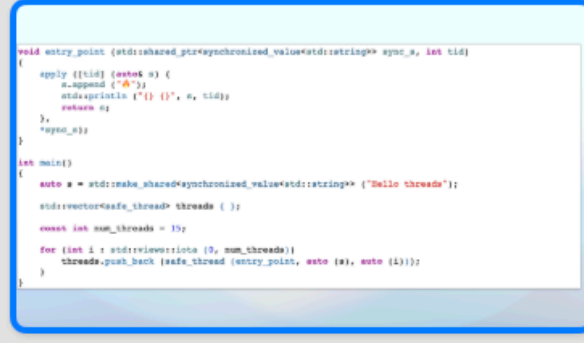 void entry_point (std::shared_ptr<synchronized_value<std::string>> sync_s, int tid)
{
    apply ([tid] (auto& s) {
        s.append ("🔥");
        std::println ("{} {}", s, tid);
        return s;
    },
    *sync_s);
}
int main()
{
    auto s = std::make_shared<synchronized_value<std::string>> ("Hello threads");
    std::vector<safe_thread> threads { };
    const int num_threads = 15;
    for (int i : std::views::iota (0, num_threads)) {
        threads.push_back (safe_thread (entry_point, auto (s), auto (i)));
    }
}